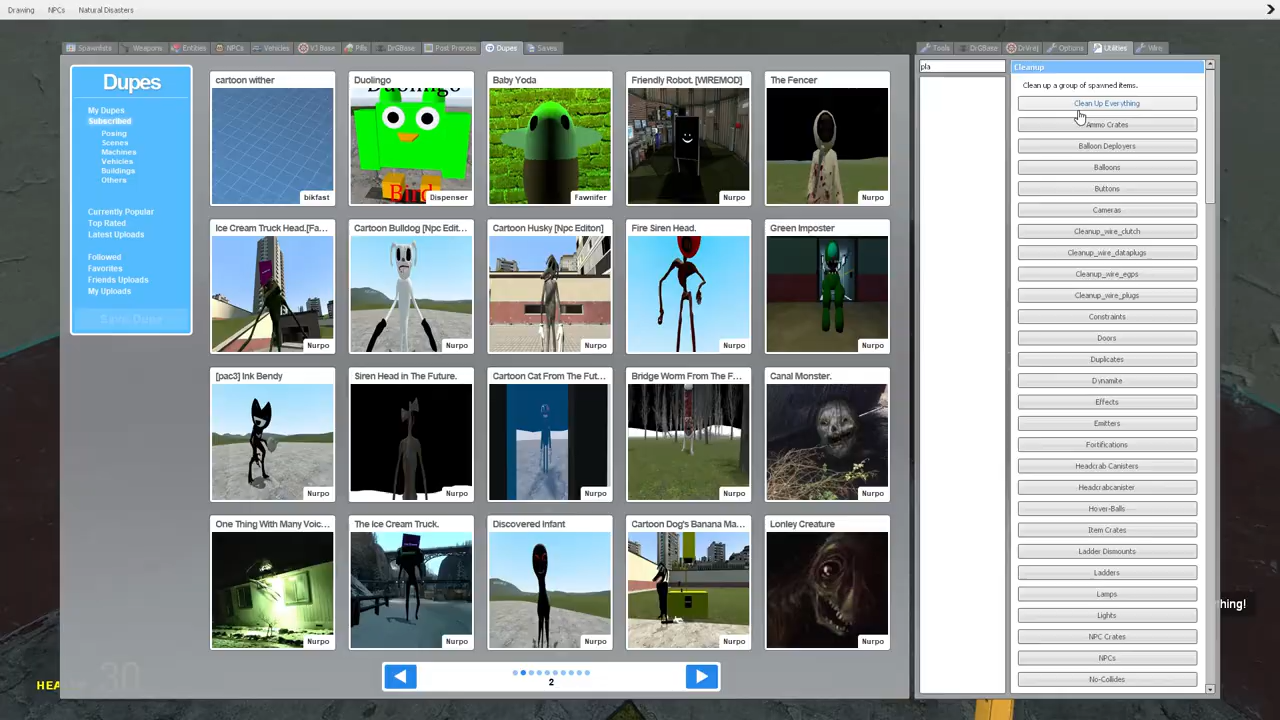 Drawing NPCs Natural Disasters
Spawnlists Weapons Entities NPCs Vehicles VJ Base Pills DrGBase Post Process Dupes Saves
Tools DrGBase DrVrej Options Utilities Wire
Dupes
My Dupes
Subscribed
Posing
Scenes
Machines
Vehicles
Buildings
Others
Currently Popular
Top Rated
Latest Uploads
Followed
Favorites
Friends Uploads
My Uploads
Save Dupe
cartoon wither
bikfast
Duolingo
Duolingo
Bird
Dispenser
Baby Yoda
Fawnifer
Friendly Robot. [WIREMOD]
Nurpo
The Fencer
Nurpo
Ice Cream Truck Head.[Fa...
Nurpo
Cartoon Bulldog [Npc Edit...
Nurpo
Cartoon Husky [Npc Editon]
Nurpo
Fire Siren Head.
Nurpo
Green Imposter
Nurpo
[pac3] Ink Bendy
Nurpo
Siren Head in The Future.
Nurpo
Cartoon Cat From The Fut...
Nurpo
Bridge Worm From The F...
Nurpo
Canal Monster.
Nurpo
One Thing With Many Voic...
Nurpo
The Ice Cream Truck.
Nurpo
Discovered Infant
Nurpo
Cartoon Dog's Banana Ma...
Nurpo
Lonley Creature
Nurpo
2
pla
Cleanup
Clean up a group of spawned items.
Clean Up Everything
Ammo Crates
Balloon Deployers
Balloons
Buttons
Cameras
Cleanup_wire_clutch
Cleanup_wire_dataplugs
Cleanup_wire_egps
Cleanup_wire_plugs
Constraints
Doors
Duplicates
Dynamite
Effects
Emitters
Fortifications
Headcrab Canisters
Headcrabcanister
Hover-Balls
Item Crates
Ladder Dismounts
Ladders
Lamps
Lights
NPC Crates
NPCs
No-Collides
thing!
HEA
30